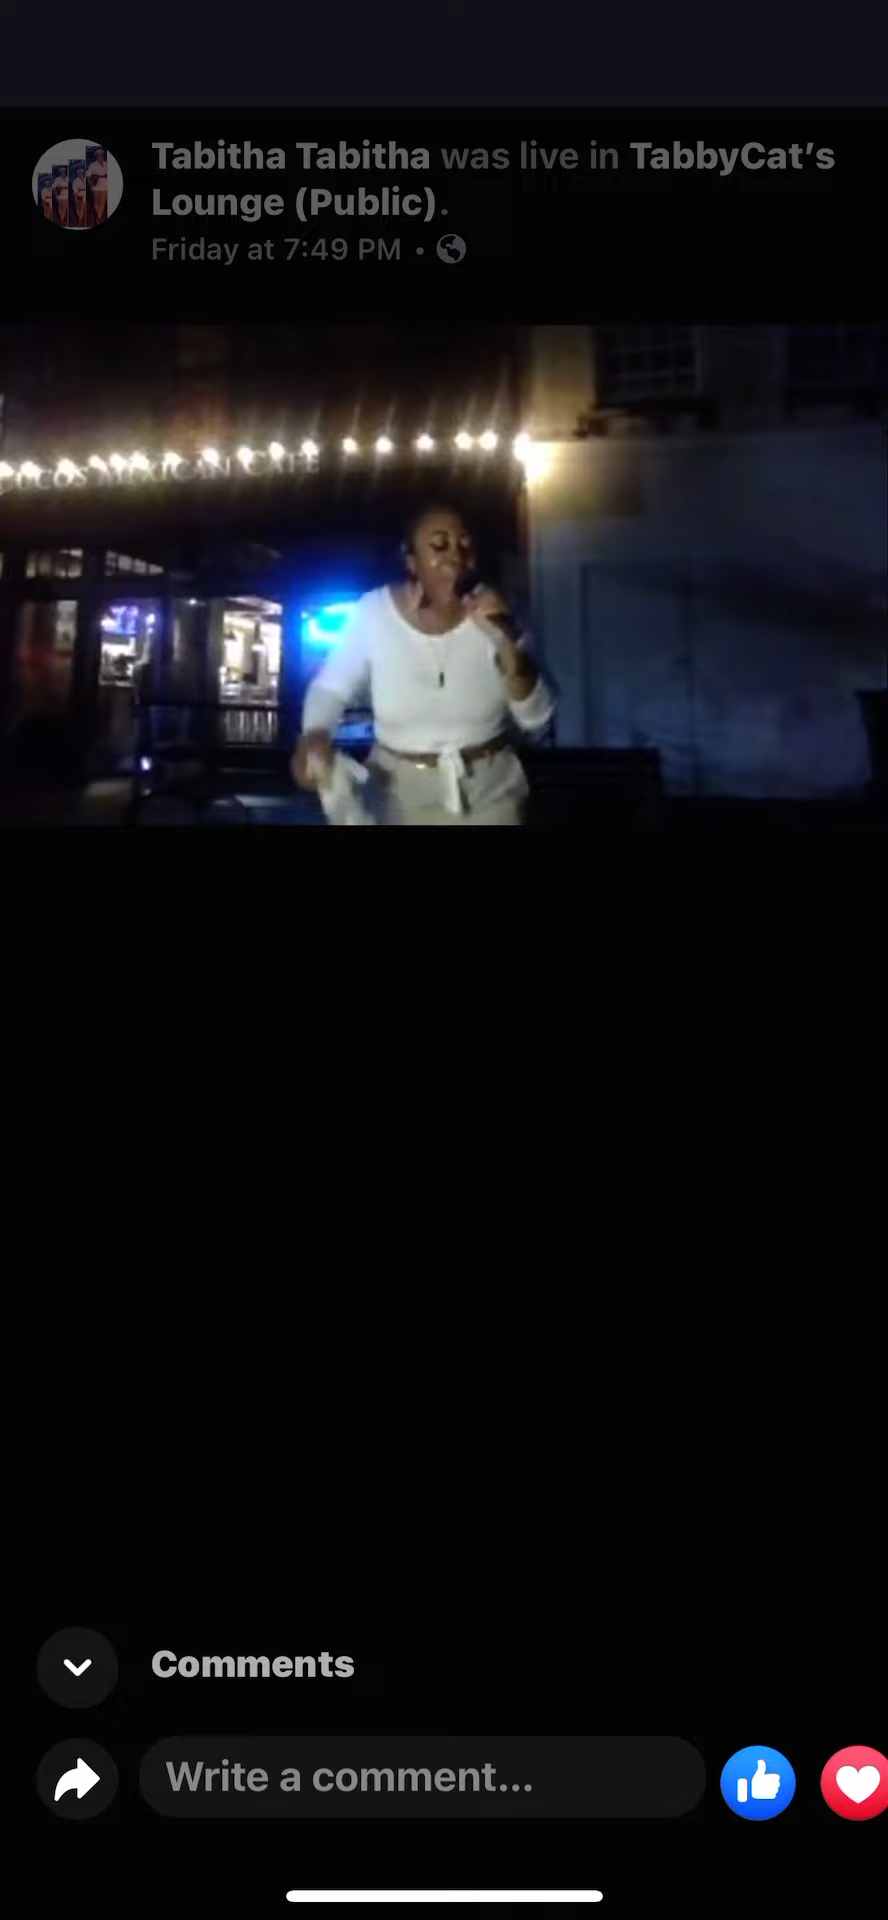 Tabitha Tabitha was live in TabbyCat's
Lounge (Public).
Friday at 7:49 PM •
MEXICAN CAFE
Comments
Write a comment...